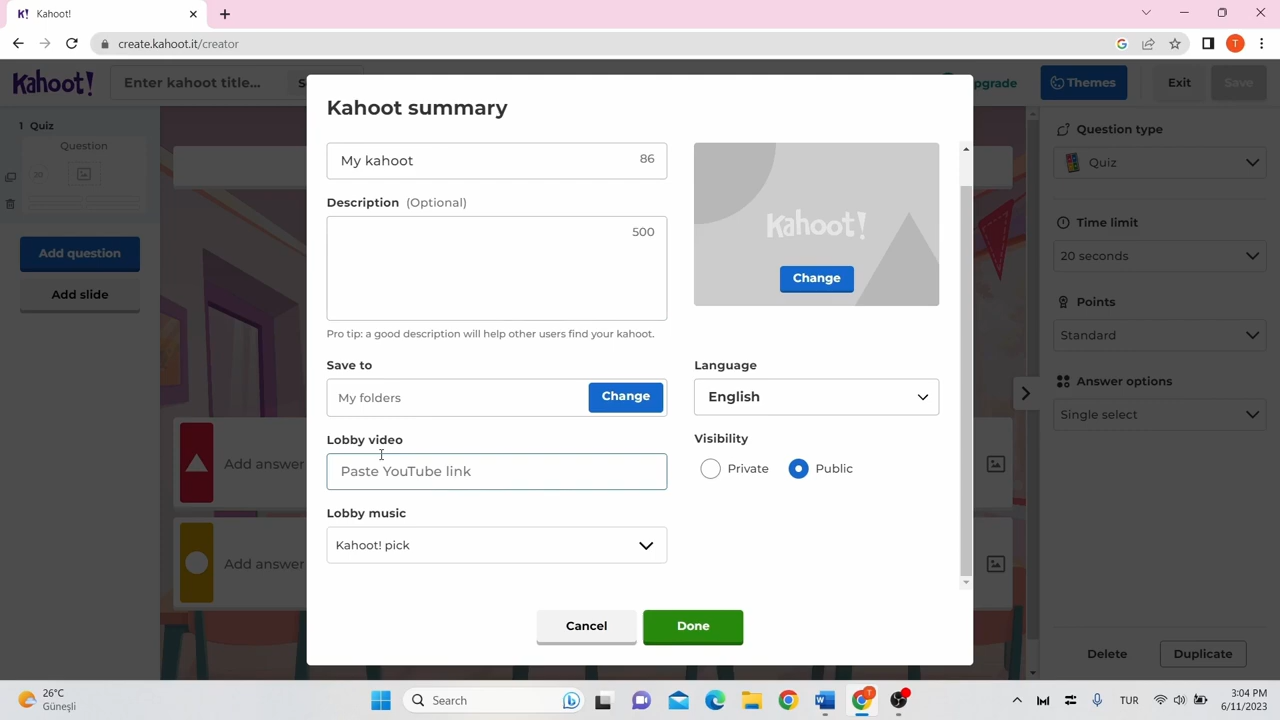 K! Kahoot!
create.kahoot.it/creator
T
Kahoot!
Enter kahoot title...
S
pgrade
Themes
Exit
Save
1 Quiz
Question
20
Add question
Add slide
Add answer
Add answer
Kahoot summary
My kahoot
86
Description (Optional)
500
Pro tip: a good description will help other users find your kahoot.
Kahoot!
Change
Save to
My folders
Change
Language
English
Lobby video
Paste YouTube link
Visibility
Private
Public
Lobby music
Kahoot! pick
Cancel
Done
Question type
Quiz
Time limit
20 seconds
Points
Standard
Answer options
Single select
Delete
Duplicate
26°C
Güneşli
Search
TUR
3:04 PM
6/11/2023